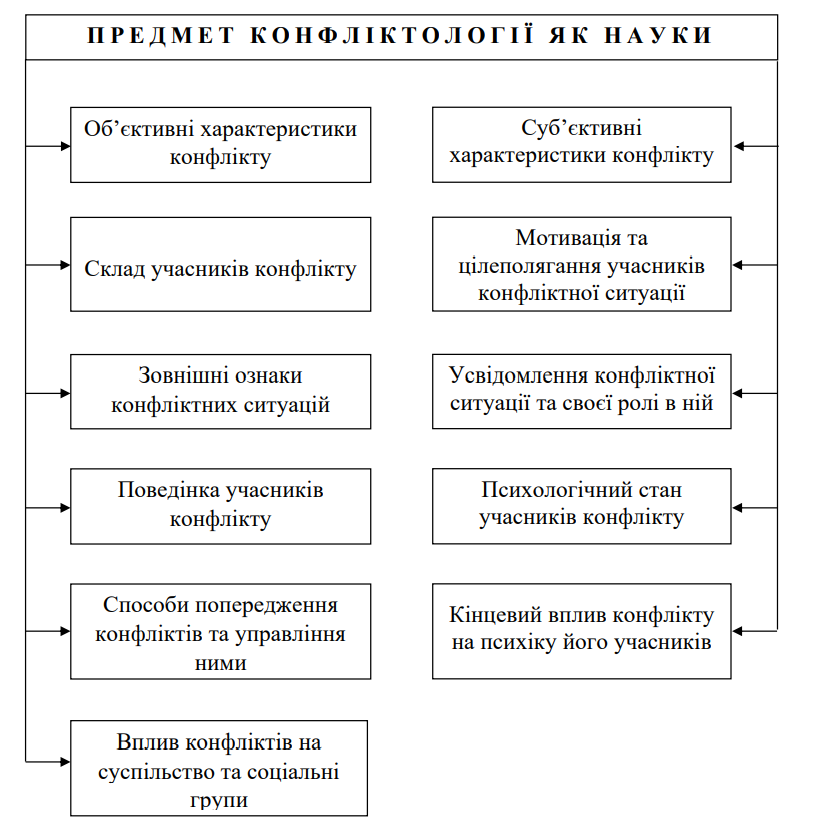 ПРЕДМЕТ КОНФЛІКТОЛОГІЇ ЯК НАУКИ
Об’єктивні характеристики
конфлікту
Суб’єктивні
характеристики конфлікту
Склад учасників конфлікту
Мотивація та
цілеполягання учасників
конфліктної ситуації
Зовнішні ознаки
конфліктних ситуацій
Усвідомлення конфліктної
ситуації та своєї ролі в ній
Поведінка учасників
конфлікту
Психологічний стан
учасників конфлікту
Способи попередження
конфліктів та управління
ними
Кінцевий вплив конфлікту
на психіку його учасників
Вплив конфліктів на
суспільство та соціальні
групи